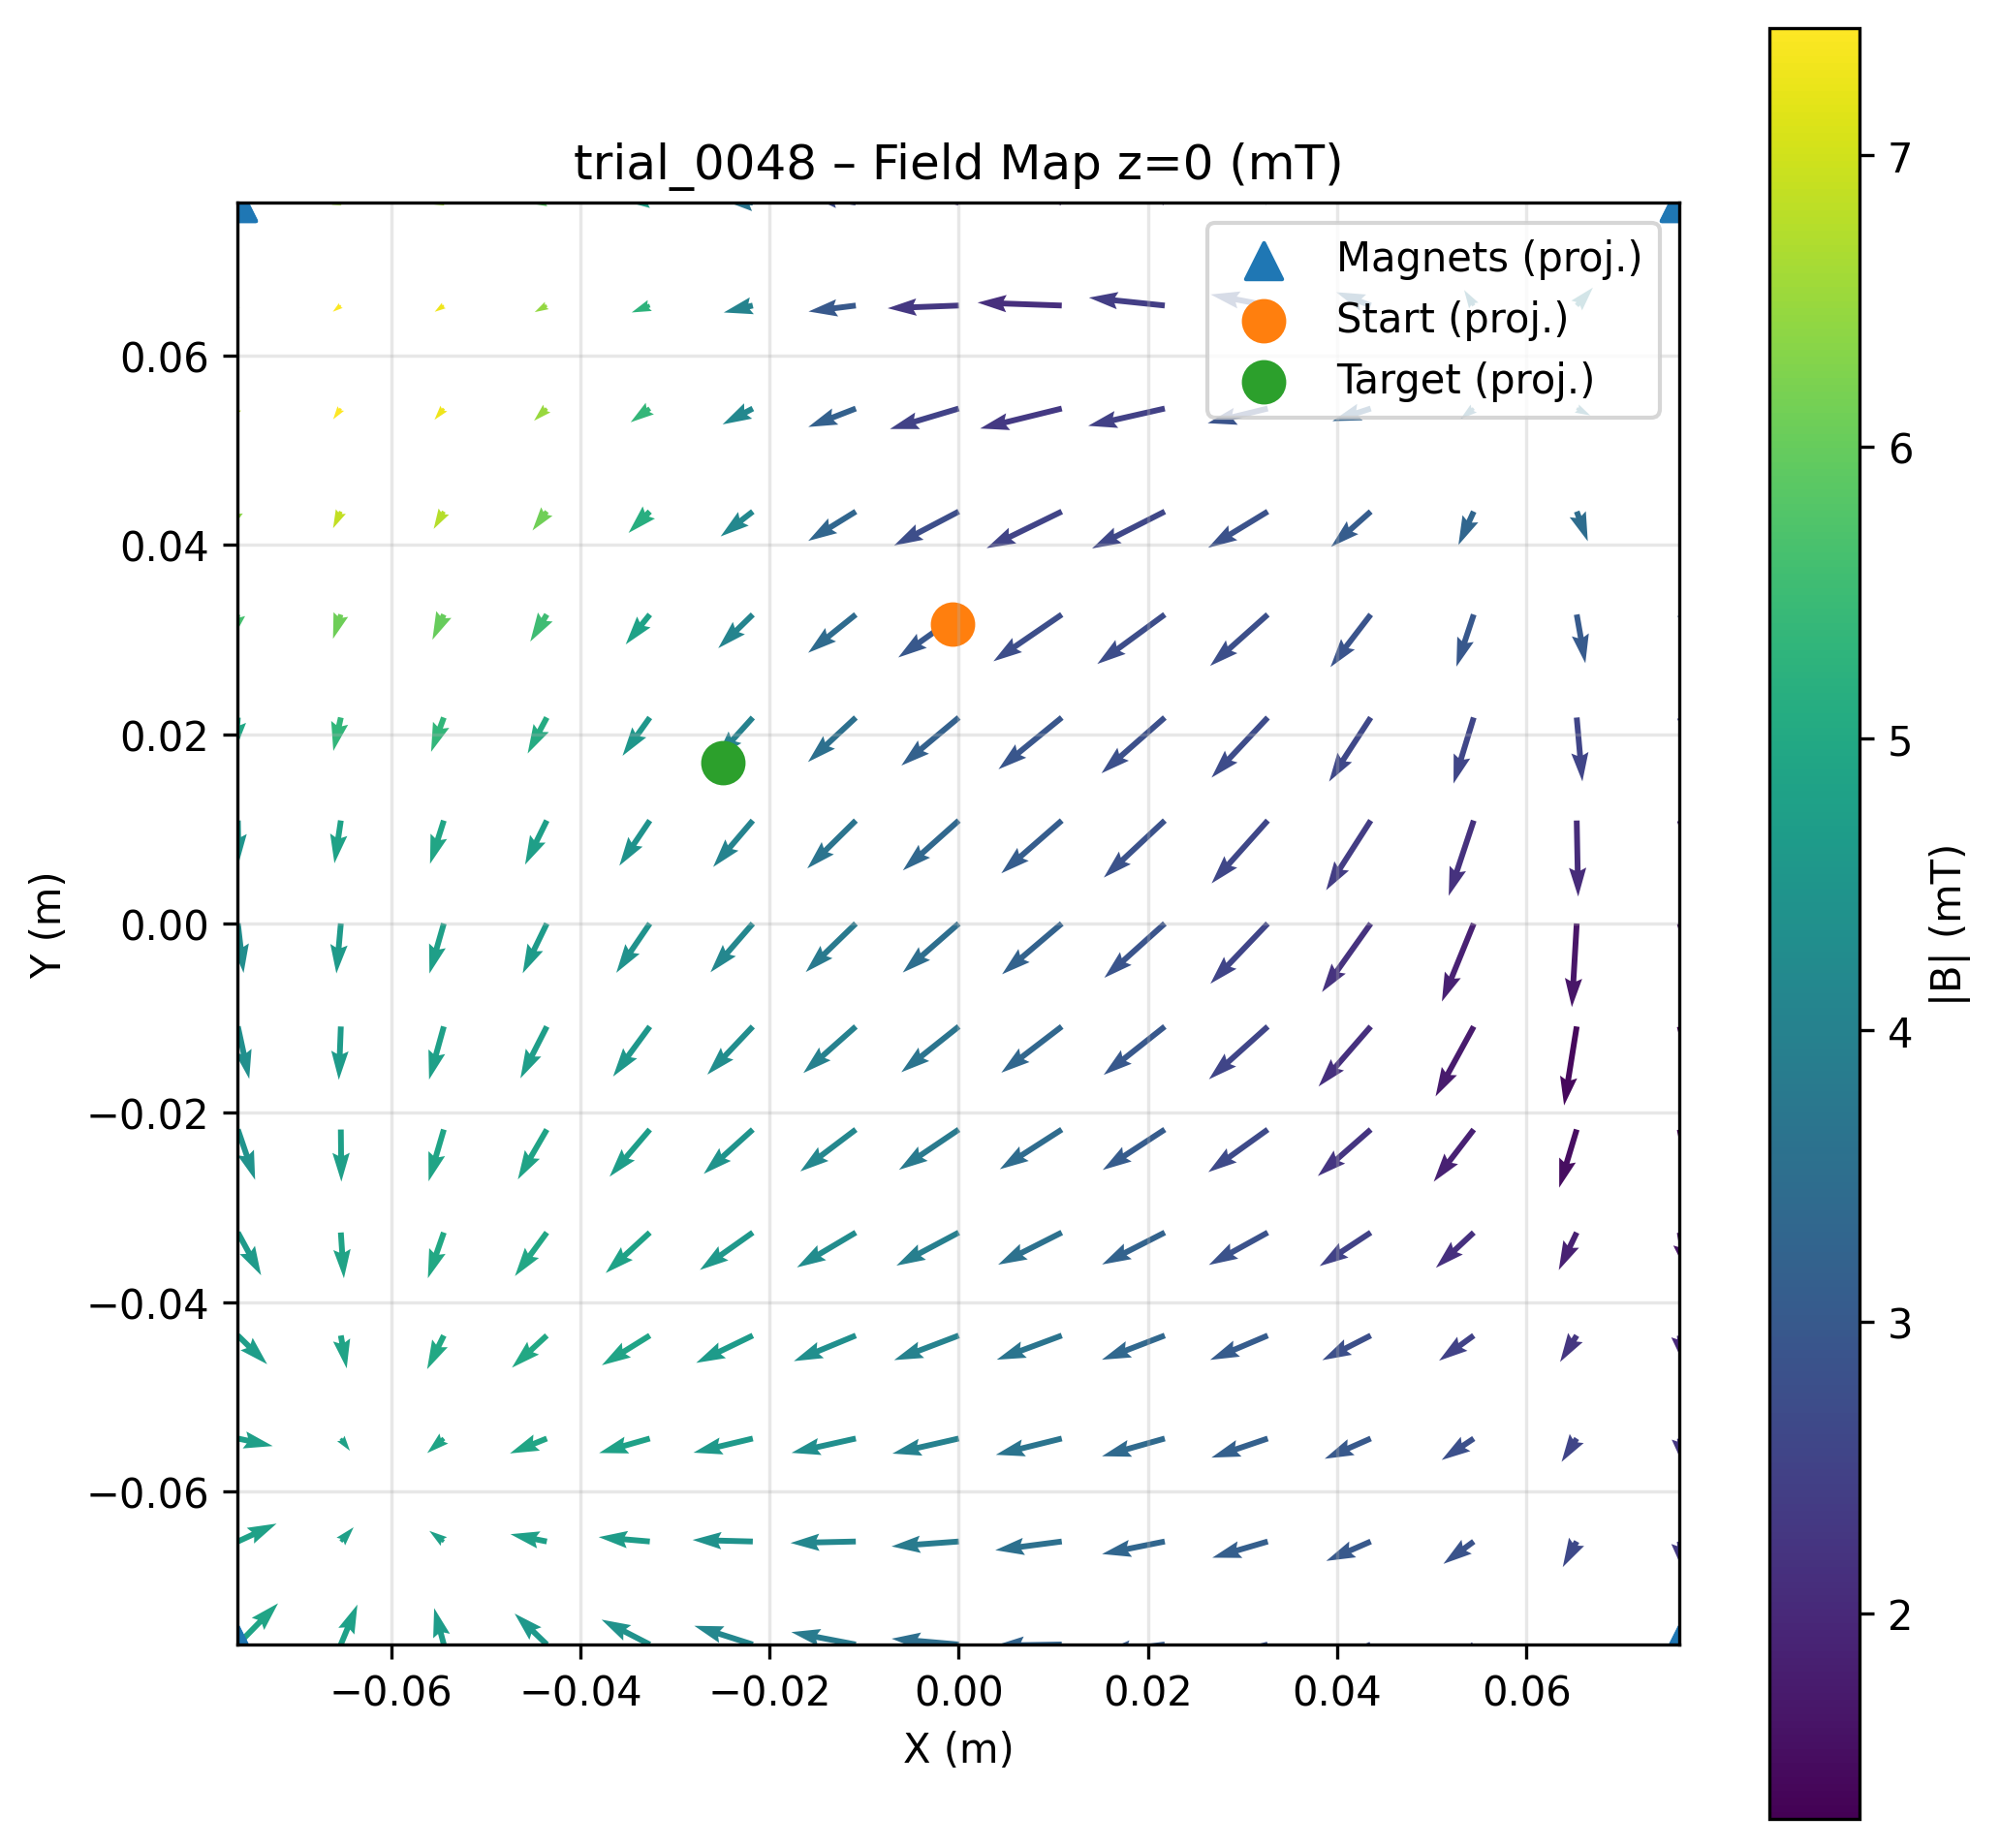 trial_0048 – Field Map z=0 (mT)
Magnets (proj.)
Start (proj.)
Target (proj.)
0.06
0.04
0.02
0.00
−0.02
−0.04
−0.06
Y (m)
−0.06
−0.04
−0.02
0.00
0.02
0.04
0.06
X (m)
7
6
5
4
3
2
|B| (mT)